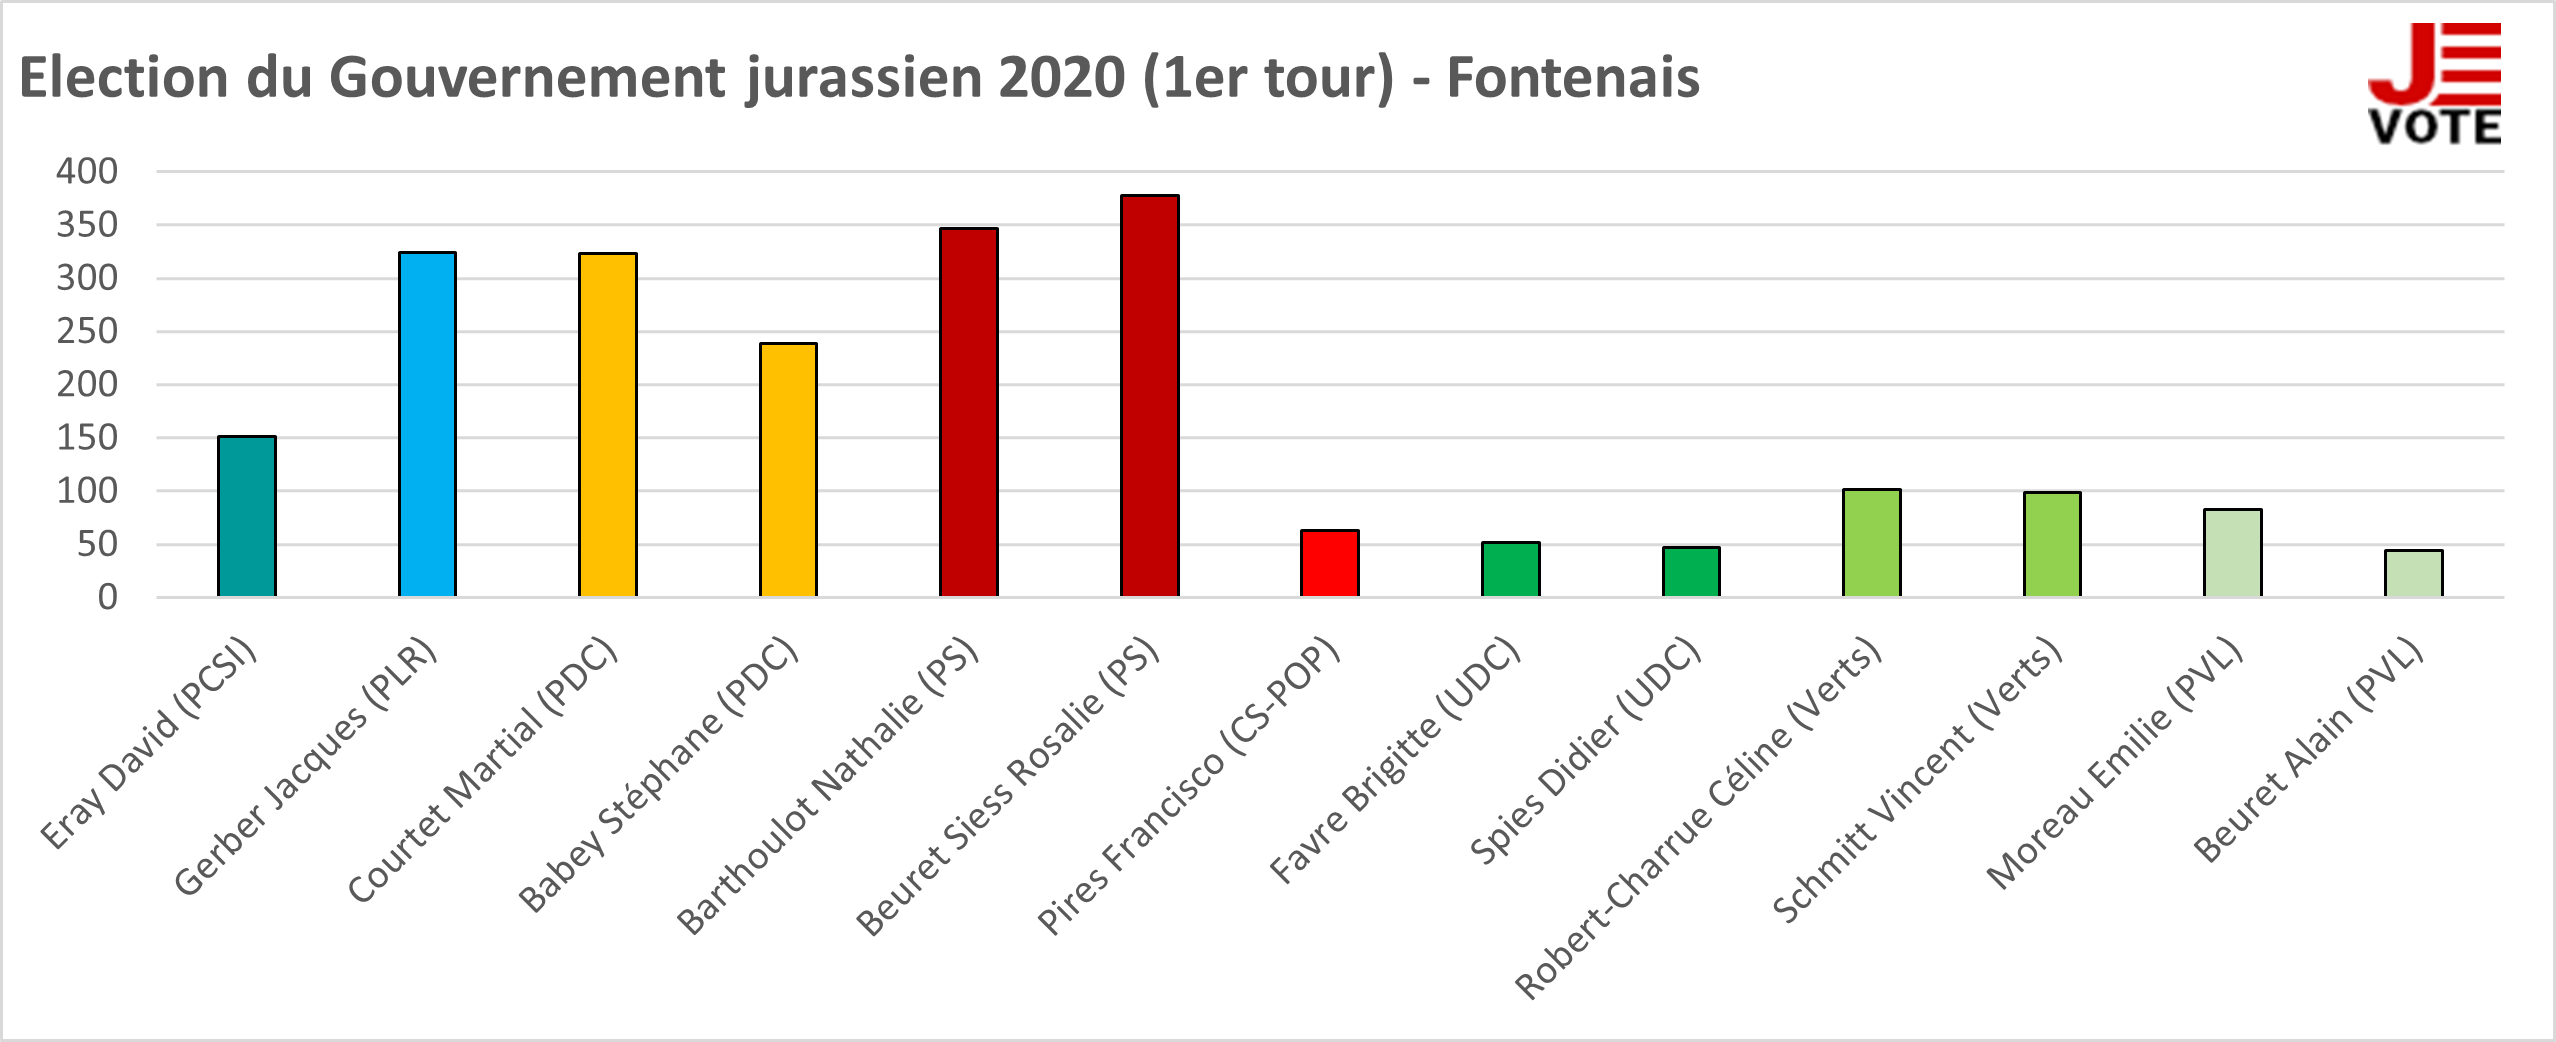 Election du Gouvernement jurassien 2020 (1er tour) - Fontenais
JE
VOTE
400
350
300
250
200
150
100
50
0
Eray David (PCSI)
Gerber Jacques (PLR)
Courtet Martial (PDC)
Babey Stéphane (PDC)
Barthoulot Nathalie (PS)
Beuret Siess Rosalie (PS)
Pires Francisco (CS-POP)
Favre Brigitte (UDC)
Spies Didier (UDC)
Robert-Charrue Céline (Verts)
Schmitt Vincent (Verts)
Moreau Emilie (PVL)
Beuret Alain (PVL)